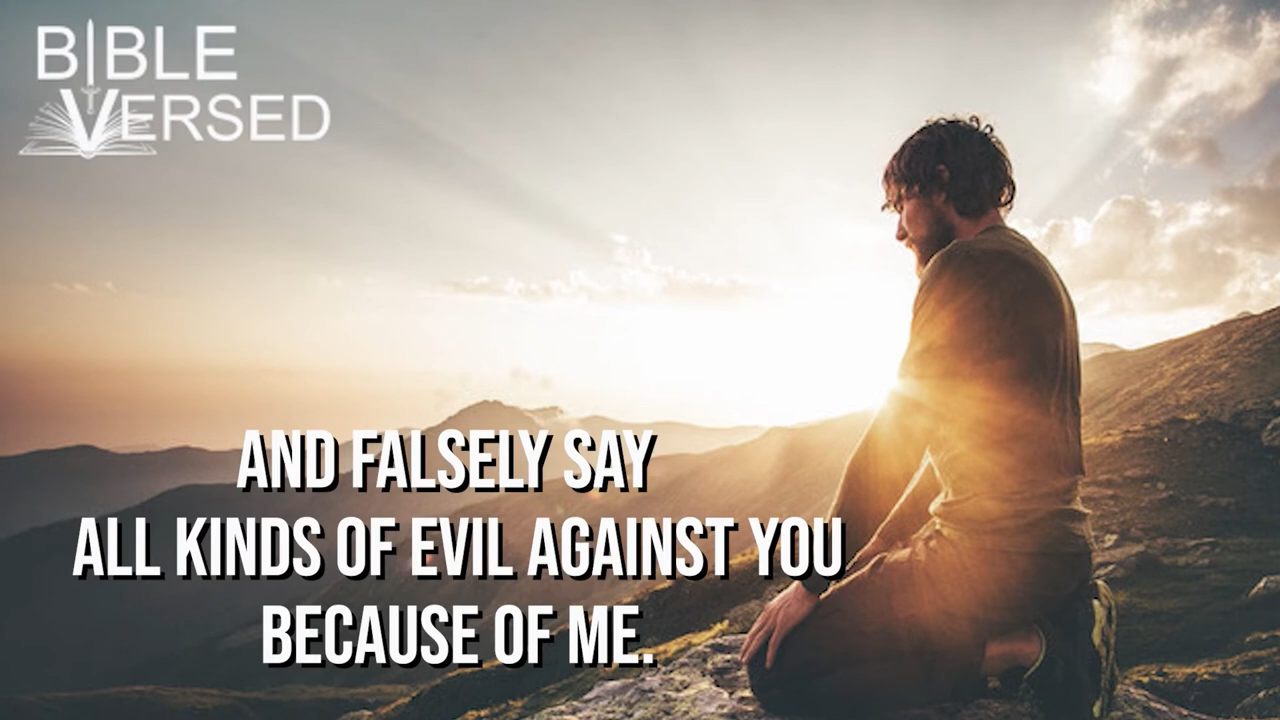 BIBLE
VERSED
AND FALSELY SAY
ALL KINDS OF EVIL AGAINST YOU
BECAUSE OF ME.